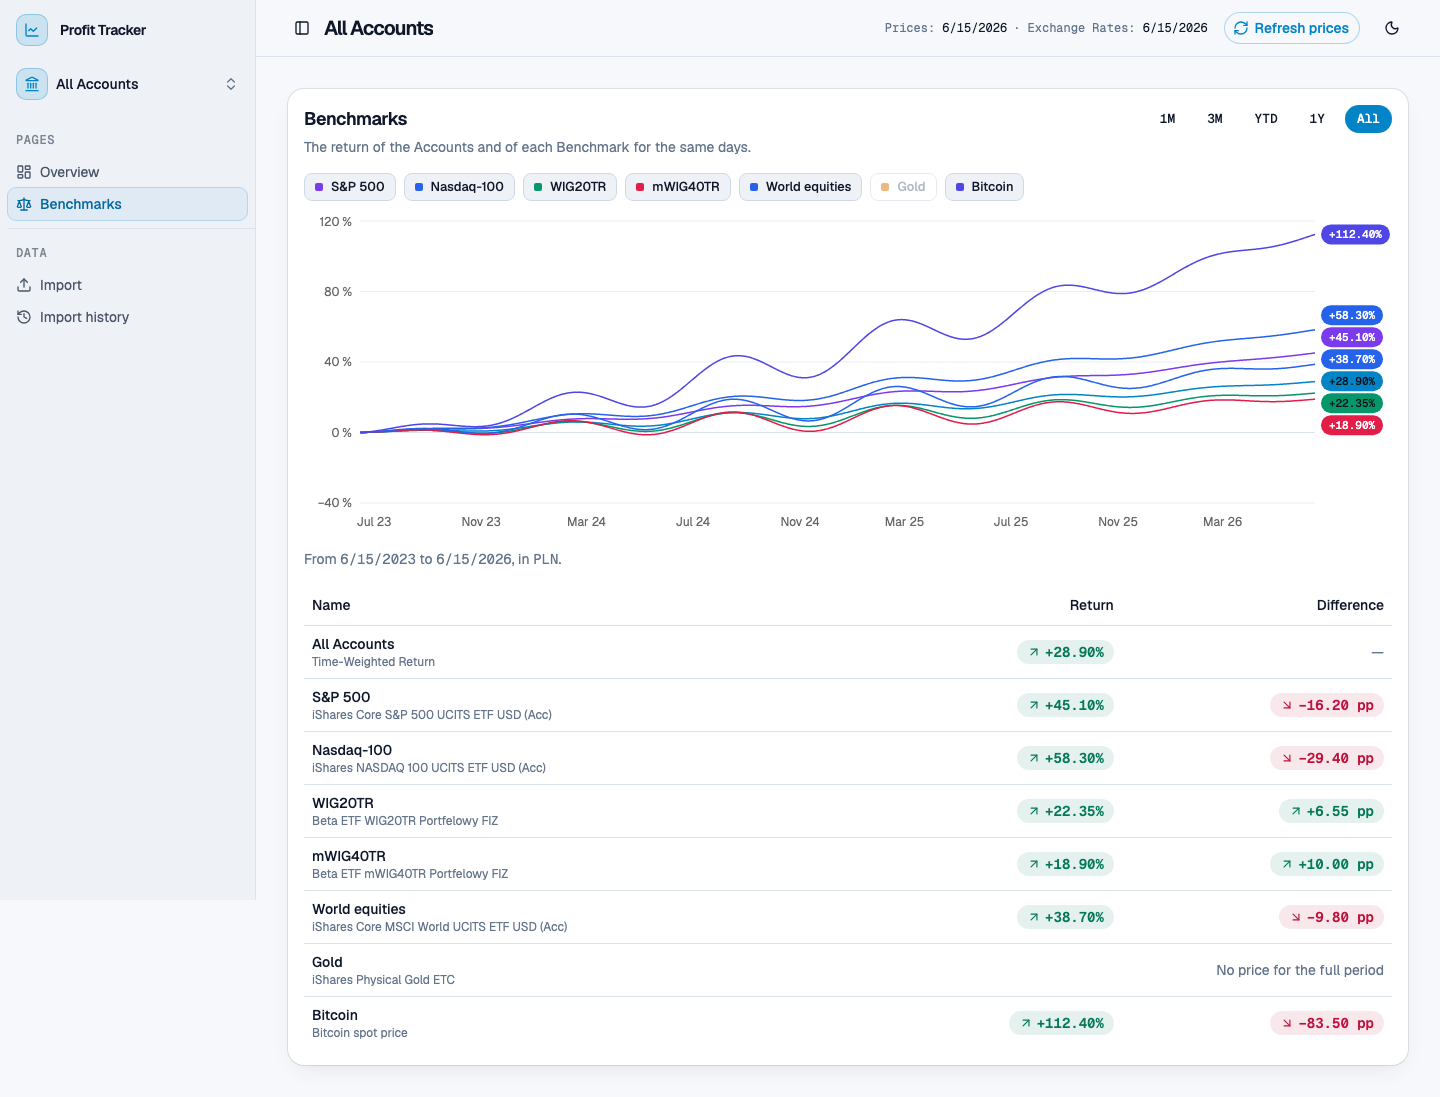 Profit Tracker
All Accounts
PAGES
Overview
Benchmarks
DATA
Import
Import history
All Accounts
Prices: 6/15/2026 · Exchange Rates: 6/15/2026
Refresh prices
Benchmarks
1M 3M YTD 1Y All
The return of the Accounts and of each Benchmark for the same days.
S&P 500 Nasdaq-100 WIG20TR mWIG40TR World equities Gold Bitcoin
120 %
80 %
40 %
0 %
−40 %
+112.40%
+58.30%
+45.10%
+38.70%
+28.90%
+22.35%
+18.90%
Jul 23 Nov 23 Mar 24 Jul 24 Nov 24 Mar 25 Jul 25 Nov 25 Mar 26
From 6/15/2023 to 6/15/2026, in PLN.
Name Return Difference
All Accounts
Time-Weighted Return
+28.90% —
S&P 500
iShares Core S&P 500 UCITS ETF USD (Acc)
+45.10% −16.20 pp
Nasdaq-100
iShares NASDAQ 100 UCITS ETF USD (Acc)
+58.30% −29.40 pp
WIG20TR
Beta ETF WIG20TR Portfelowy FIZ
+22.35% +6.55 pp
mWIG40TR
Beta ETF mWIG40TR Portfelowy FIZ
+18.90% +10.00 pp
World equities
iShares Core MSCI World UCITS ETF USD (Acc)
+38.70% −9.80 pp
Gold
iShares Physical Gold ETC
No price for the full period
Bitcoin
Bitcoin spot price
+112.40% −83.50 pp